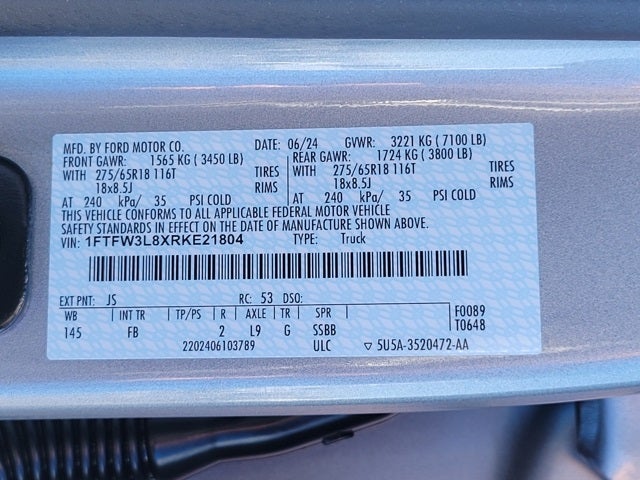 MFD. BY FORD MOTOR CO. DATE: 06/24 GVWR: 3221 KG ( 7100 LB)
FRONT GAWR: 1565 KG ( 3450 LB) REAR GAWR: 1724 KG ( 3800 LB)
WITH 275/65R18 116T TIRES WITH 275/65R18 116T TIRES
18x8.5J RIMS 18x8.5J RIMS
AT 240 kPa/ 35 PSI COLD AT 240 kPa/ 35 PSI COLD
THIS VEHICLE CONFORMS TO ALL APPLICABLE FEDERAL MOTOR VEHICLE
SAFETY STANDARDS IN EFFECT ON THE DATE OF MANUFACTURE SHOWN ABOVE.
VIN: 1FTFW3L8XRKE21804 TYPE: Truck
EXT PNT: JS RC: 53 DSO:
WB INT TR TP/PS R AXLE TR SPR F0089
145 FB 2 L9 G SSBB T0648
2202406103789 ULC ▽ 5U5A-3520472-AA